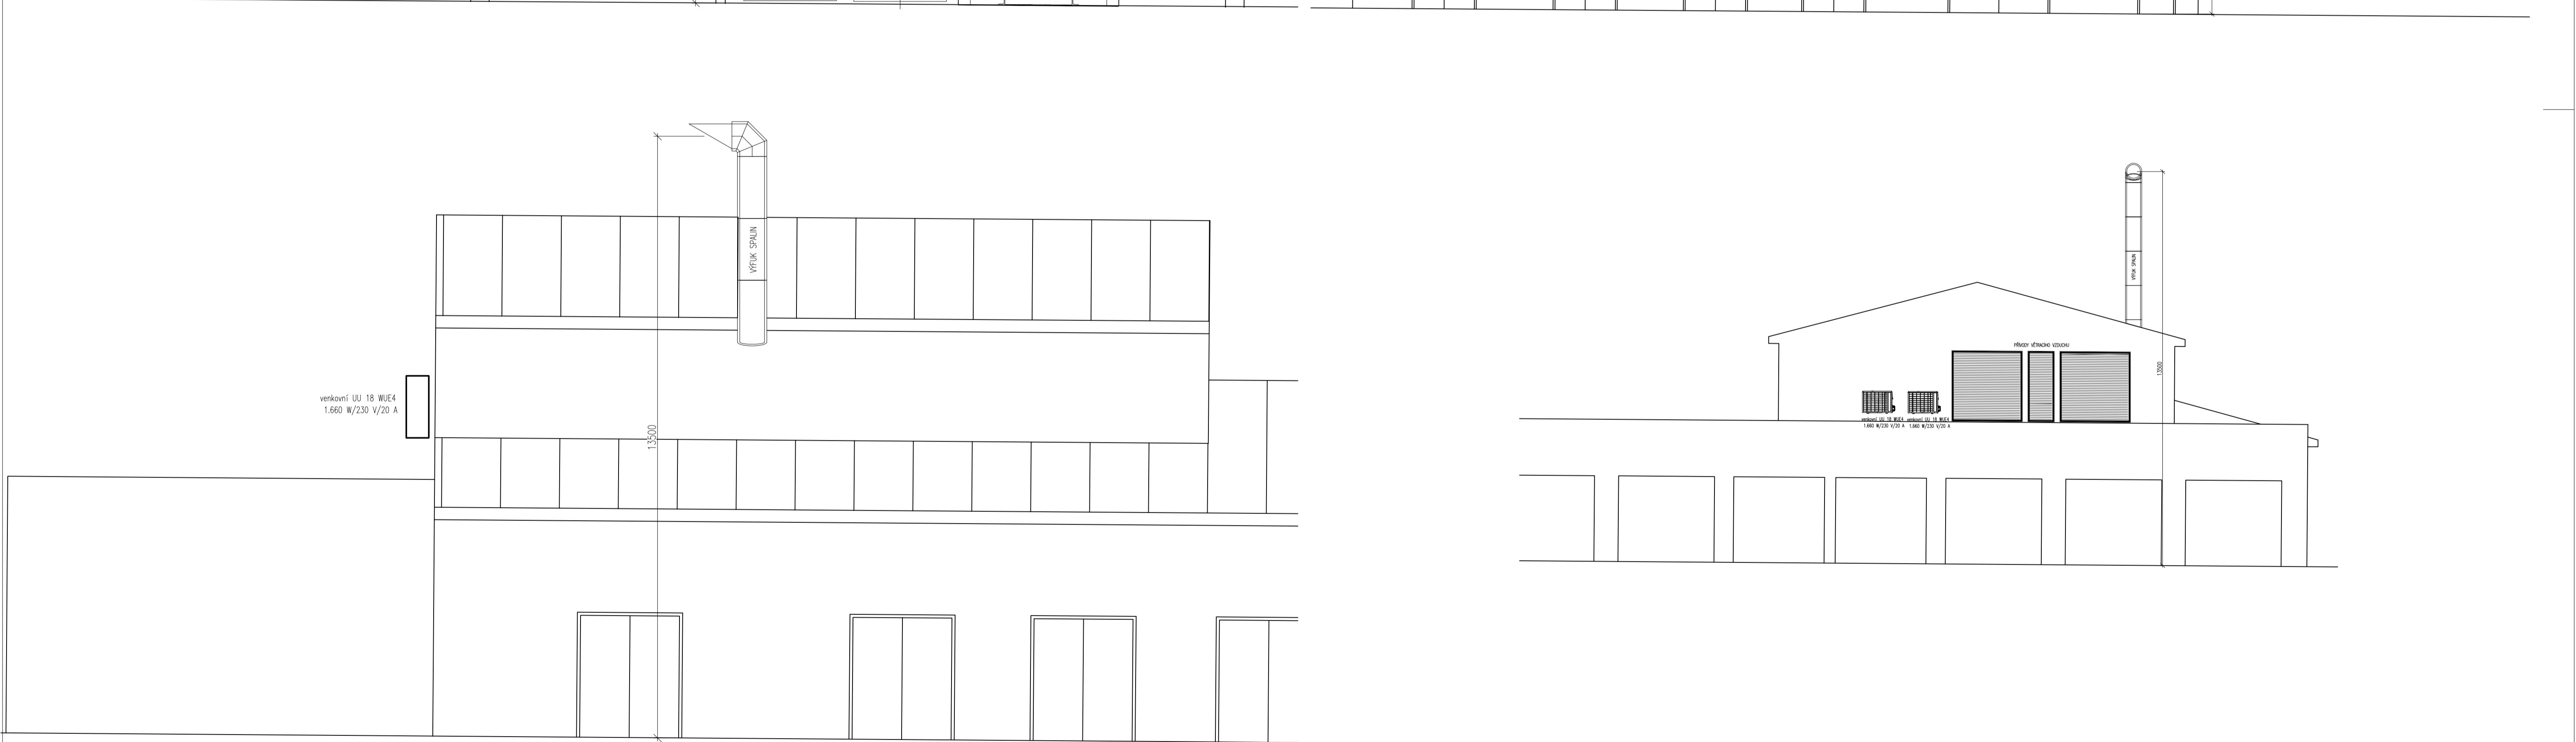 VÝFUK SPALIN
venkovní UU 18 WUE4
1.660 W/230 V/20 A
13500
VÝFUK SPALIN
PŘÍVODY VĚTRACÍHO VZDUCHU
13500
venkovní UU 18 WUE4 venkovní UU 18 WUE4
1.660 W/230 V/20 A 1.660 W/230 V/20 A